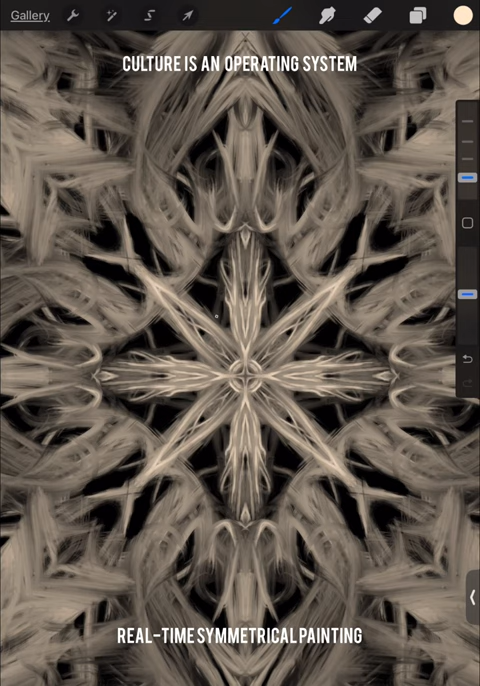 Gallery
CULTURE IS AN OPERATING SYSTEM
REAL-TIME SYMMETRICAL PAINTING